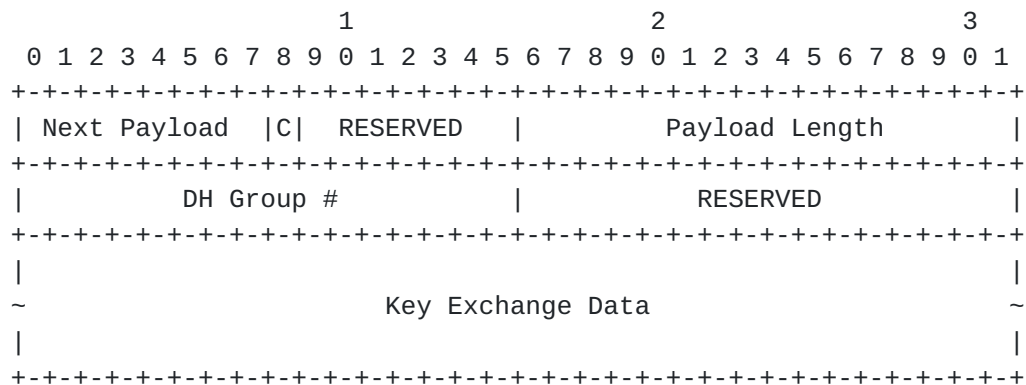 1                   2                   3
 0 1 2 3 4 5 6 7 8 9 0 1 2 3 4 5 6 7 8 9 0 1 2 3 4 5 6 7 8 9 0 1
+-+-+-+-+-+-+-+-+-+-+-+-+-+-+-+-+-+-+-+-+-+-+-+-+-+-+-+-+-+-+-+-+
| Next Payload  |C|  RESERVED   |         Payload Length        |
+-+-+-+-+-+-+-+-+-+-+-+-+-+-+-+-+-+-+-+-+-+-+-+-+-+-+-+-+-+-+-+-+
|          DH Group #           |           RESERVED            |
+-+-+-+-+-+-+-+-+-+-+-+-+-+-+-+-+-+-+-+-+-+-+-+-+-+-+-+-+-+-+-+-+
|                                                               |
~                       Key Exchange Data                       ~
|                                                               |
+-+-+-+-+-+-+-+-+-+-+-+-+-+-+-+-+-+-+-+-+-+-+-+-+-+-+-+-+-+-+-+-+